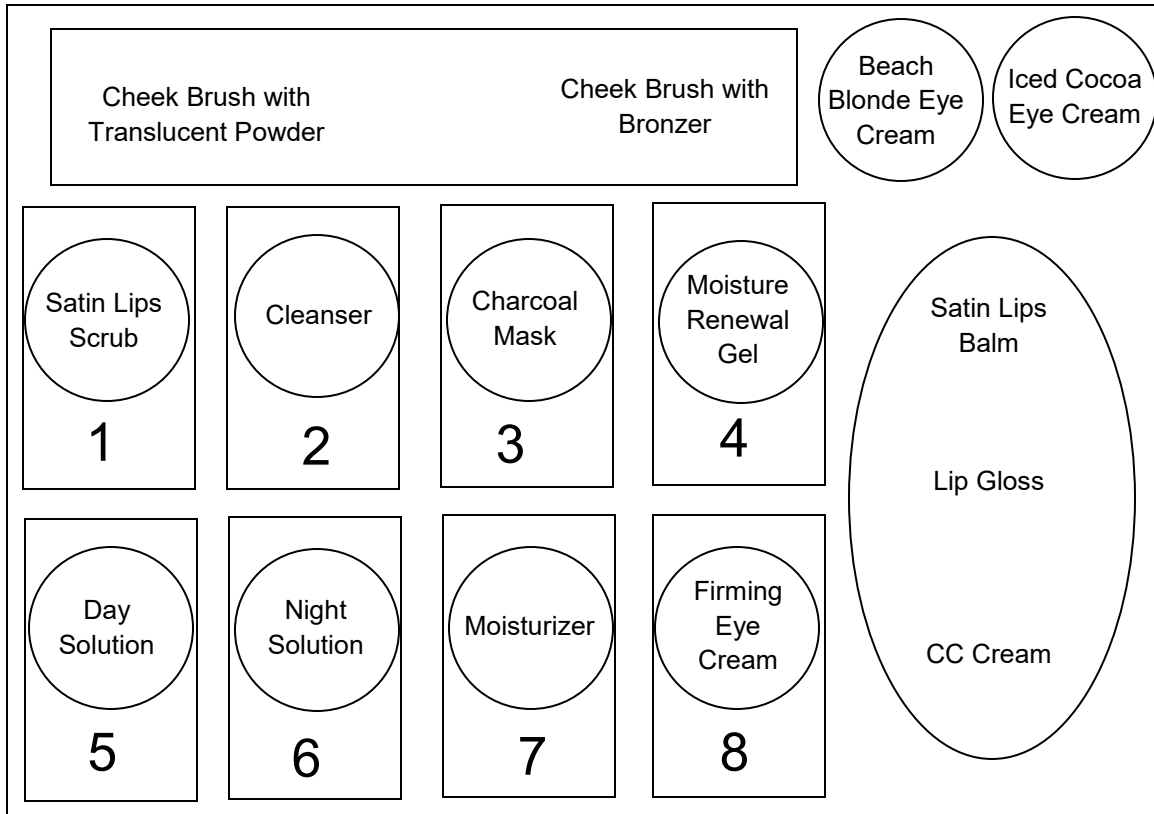 Cheek Brush with
Translucent Powder
Cheek Brush with
Bronzer
Beach
Blonde Eye
Cream
Iced Cocoa
Eye Cream
Satin Lips
Scrub
1
Cleanser
2
Charcoal
Mask
3
Moisture
Renewal
Gel
4
Satin Lips
Balm
Lip Gloss
CC Cream
Day
Solution
5
Night
Solution
6
Moisturizer
7
Firming
Eye
Cream
8